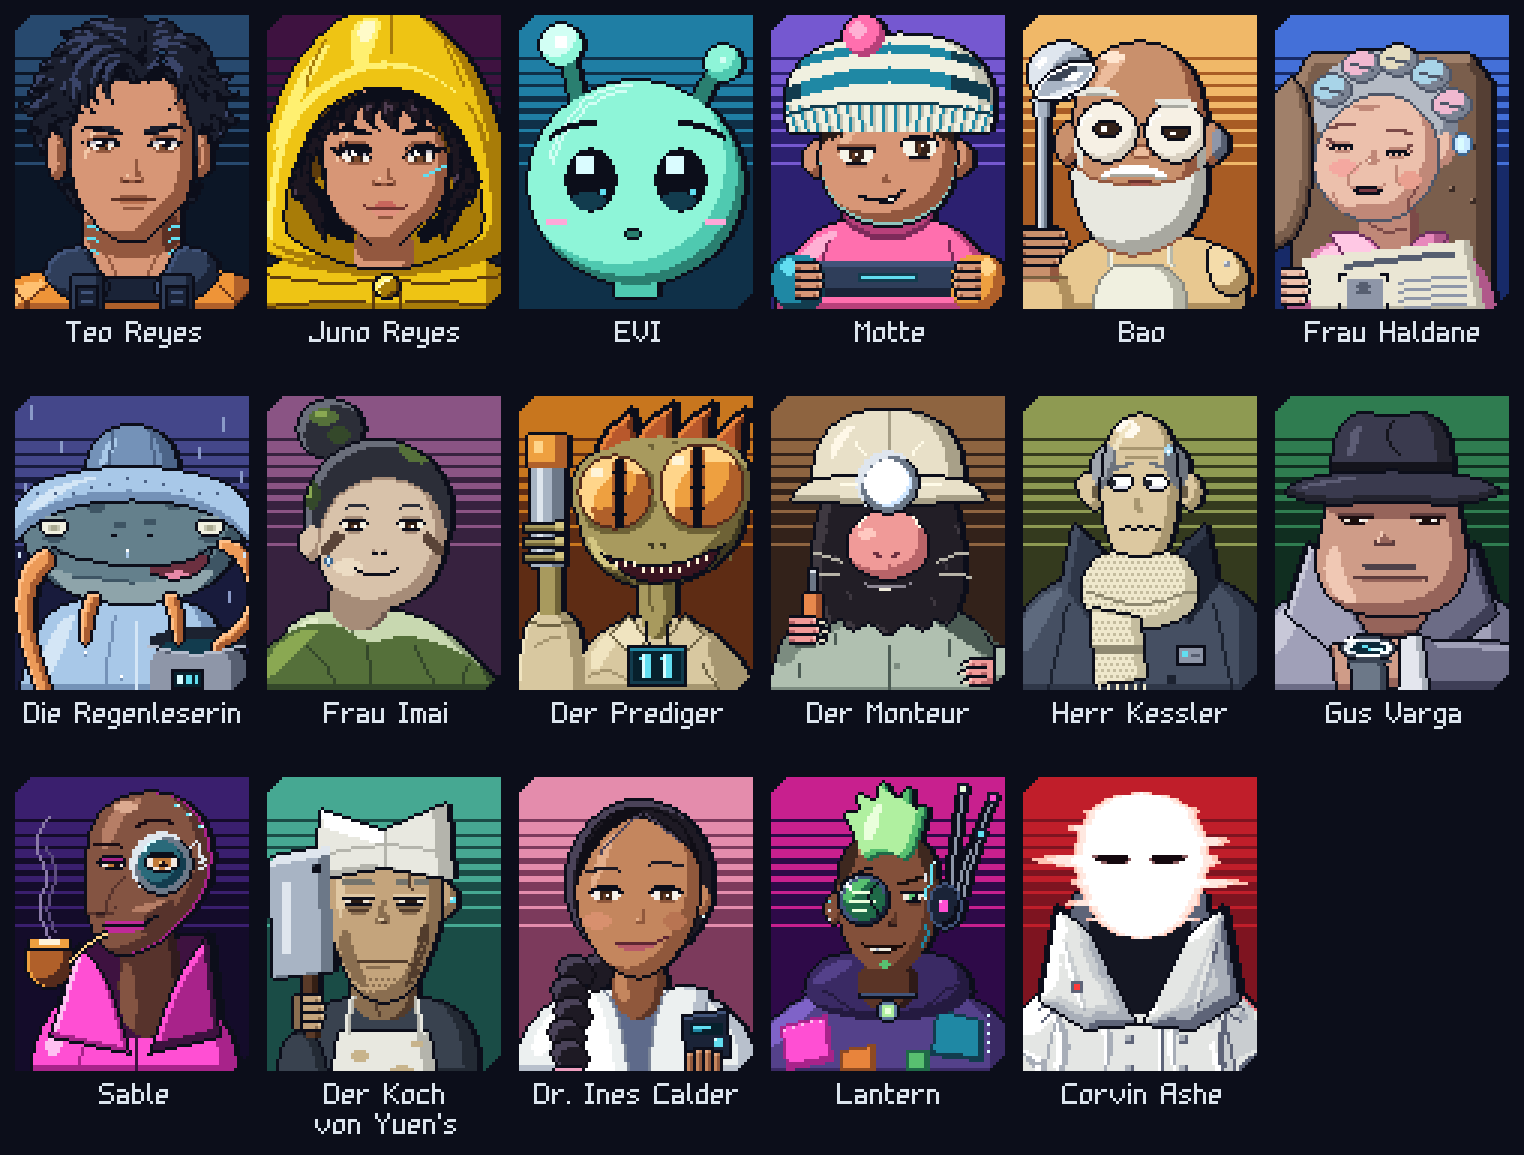 Teo Reyes
Juno Reyes
EVI
Motte
Bao
Frau Haldane
Die Regenleserin
Frau Imai
Der Prediger
Der Monteur
Herr Kessler
Gus Varga
Sable
Der Koch
von Yuen's
Dr. Ines Calder
Lantern
Corvin Ashe